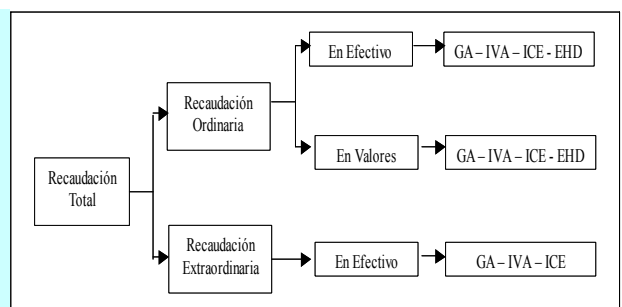 En Efectivo
GA – IVA – ICE - EHD
Recaudación
Ordinaria
En Valores
GA – IVA – ICE - EHD
Recaudación
Total
Recaudación
Extraordinaria
En Efectivo
GA – IVA – ICE